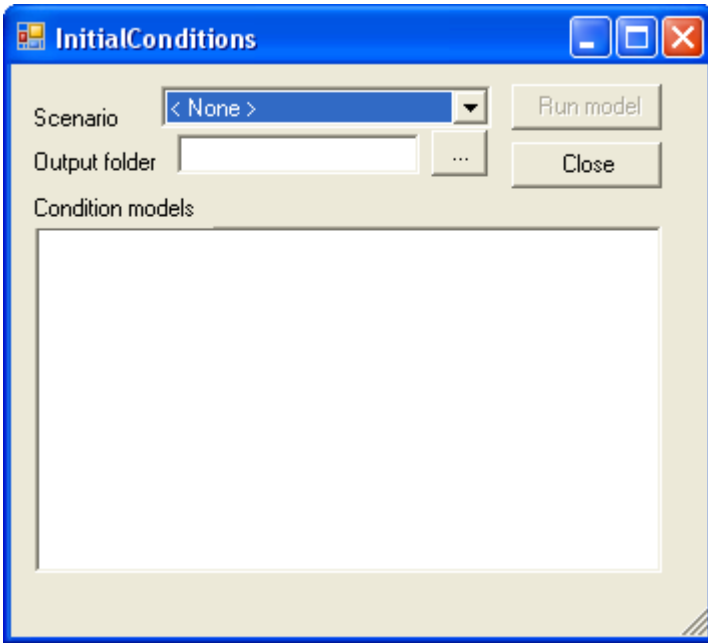 InitialConditions
Scenario < None > Run model
Output folder ... Close
Condition models